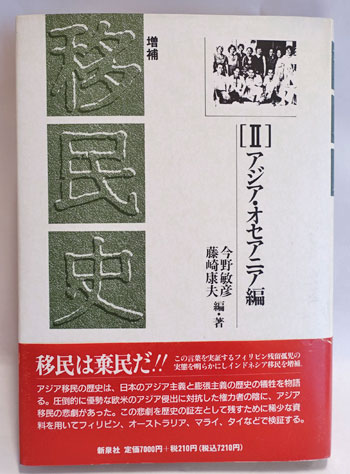 増補
移民史
[Ⅱ]アジア・オセアニア編
今野敏彦
藤崎康夫
編・著
移民は棄民だ!!
この言葉を実証するフィリピン残留孤児の
実態を明らかにしインドネシア移民を増補。
アジア移民の歴史は、日本のアジア主義と膨張主義の歴史の犠牲を物語
る。圧倒的に優勢な欧米のアジア侵出に対抗した権力者の陰に、アジア
移民の悲劇があった。この悲劇を歴史の証左として残すために稀少な資
料を用いてフィリピン、オーストラリア、マライ、タイなどで検証する。
新泉社 定価7000円+税210円(税込7210円)